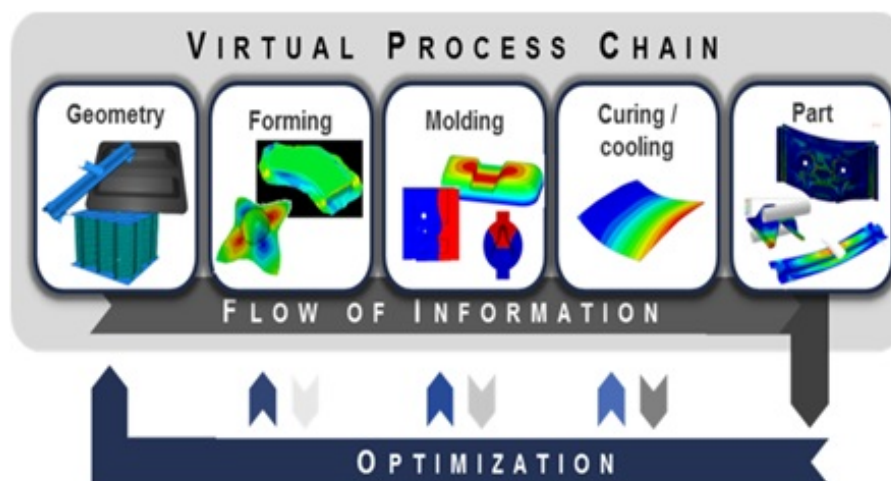 VIRTUAL PROCESS CHAIN
Geometry
Forming
Molding
Curing /
cooling
Part
FLOW OF INFORMATION
OPTIMIZATION